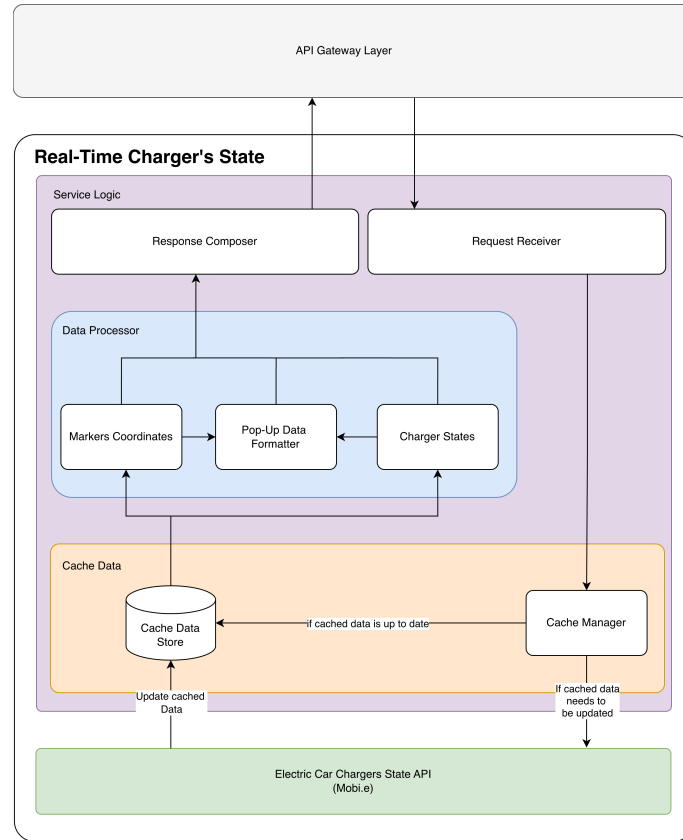 API Gateway Layer
Real-Time Charger's State
Service Logic
Response Composer
Request Receiver
Data Processor
Markers Coordinates
Pop-Up Data
Formatter
Charger States
Cache Data
Cache Data
Store
if cached data is up to date
Cache Manager
Update cached
Data
If cached data
needs to
be updated
Electric Car Chargers State API
(Mobi.e)